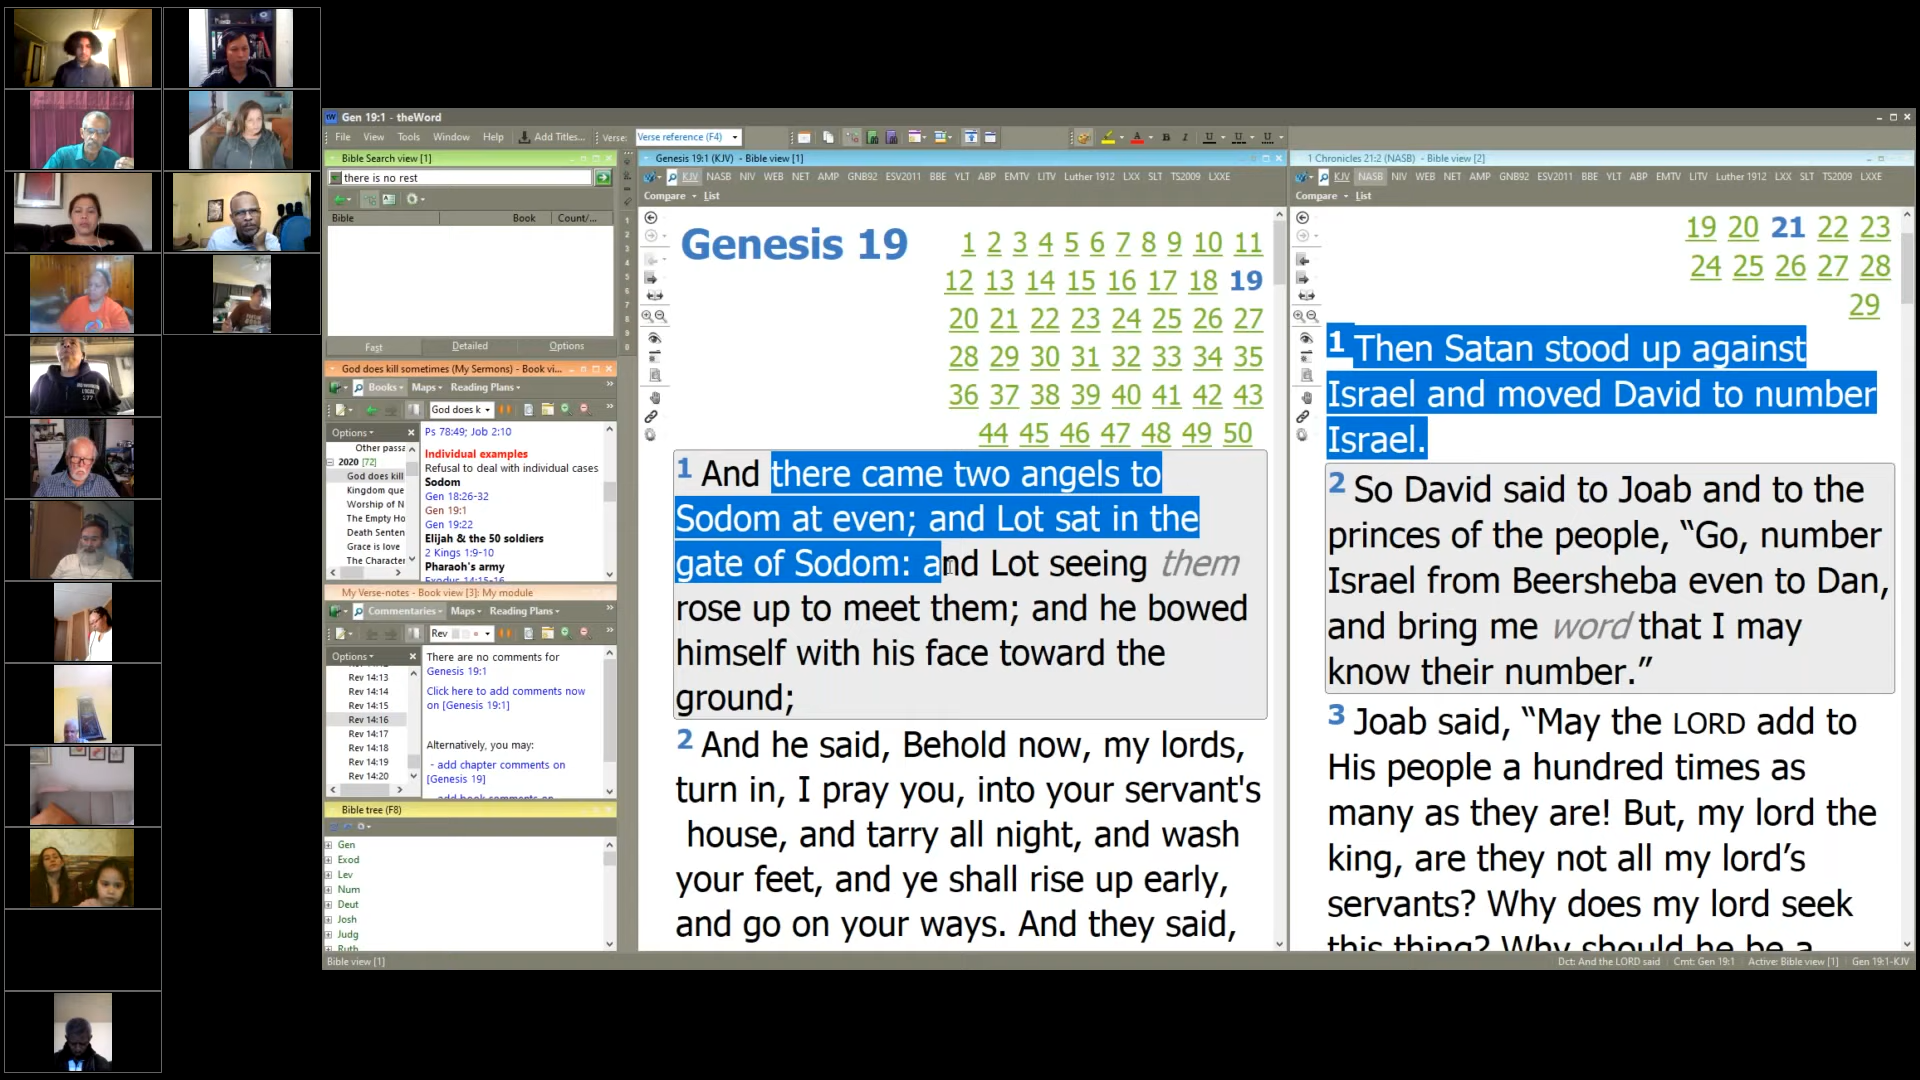 Gen 19:1 - theWord
File View Tools Window Help Add Titles... Verse: Verse reference (F4)
Bible Search view [1]
there is no rest
Bible Book Count/...
Fast Detailed Options
God does kill sometimes (My Sermons) - Book vi...
Books Maps Reading Plans
God does k
Options
Other passa
2020 [72]
God does kill
Kingdom que
Worship of N
The Empty Ho
Death Senten
Grace is love
The Character
Ps 78:49; Job 2:10
Individual examples
Refusal to deal with individual cases
Sodom
Gen 18:26-32
Gen 19:1
Gen 19:22
Elijah & the 50 soldiers
2 Kings 1:9-10
Pharaoh's army
Exodus 14:15-16
My Verse-notes - Book view [3]: My module
Commentaries Maps Reading Plans
Rev
Options
Rev 14:13
Rev 14:14
Rev 14:15
Rev 14:16
Rev 14:17
Rev 14:18
Rev 14:19
Rev 14:20
There are no comments for
Genesis 19:1
Click here to add comments now
on [Genesis 19:1]
Alternatively, you may:
- add chapter comments on
[Genesis 19]
- add book comments on
Bible tree (F8)
Gen
Exod
Lev
Num
Deut
Josh
Judg
Ruth
Bible view [1]
Genesis 19:1 (KJV) - Bible view [1]
KJV NASB NIV WEB NET AMP GNB92 ESV2011 BBE YLT ABP EMTV LITV Luther 1912 LXX SLT TS2009 LXXE
Compare List
Genesis 19
1 2 3 4 5 6 7 8 9 10 11
12 13 14 15 16 17 18 19
20 21 22 23 24 25 26 27
28 29 30 31 32 33 34 35
36 37 38 39 40 41 42 43
44 45 46 47 48 49 50
1 And there came two angels to
Sodom at even; and Lot sat in the
gate of Sodom: and Lot seeing them
rose up to meet them; and he bowed
himself with his face toward the
ground;
2 And he said, Behold now, my lords,
turn in, I pray you, into your servant's
house, and tarry all night, and wash
your feet, and ye shall rise up early,
and go on your ways. And they said,
1 Chronicles 21:2 (NASB) - Bible view [2]
KJV NASB NIV WEB NET AMP GNB92 ESV2011 BBE YLT ABP EMTV LITV Luther 1912 LXX SLT TS2009 LXXE
Compare List
19 20 21 22 23
24 25 26 27 28
29
1 Then Satan stood up against
Israel and moved David to number
Israel.
2 So David said to Joab and to the
princes of the people, “Go, number
Israel from Beersheba even to Dan,
and bring me word that I may
know their number.”
3 Joab said, “May the LORD add to
His people a hundred times as
many as they are! But, my lord the
king, are they not all my lord’s
servants? Why does my lord seek
this thing? Why should he be a
Dct: And the LORD said Cmt: Gen 19:1 Active: Bible view [1] Gen 19:1-KJV